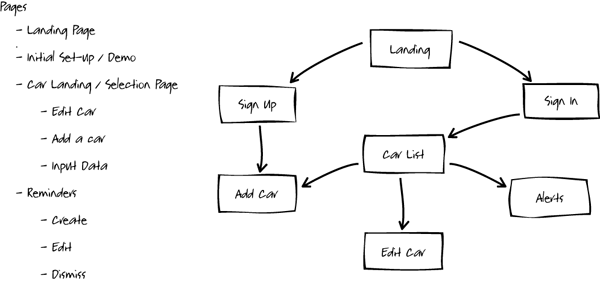 Pages
- Landing Page
- Initial Set-Up / Demo
- Car Landing / Selection Page
- Edit Car
- Add a car
- Input Data
- Reminders
- Create
- Edit
- Dismiss
Landing
Sign Up
Sign In
Car List
Add Car
Alerts
Edit Car